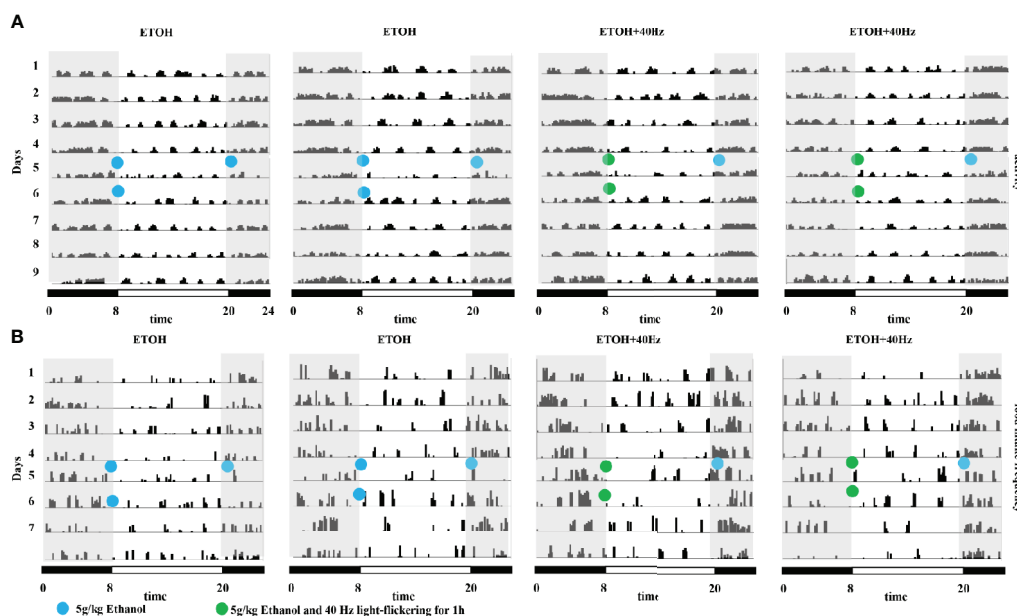 A
ETOH ETOH ETOH+40Hz ETOH+40Hz
1
2
3
4
Days
5
6
7
8
9
0 8 20 24 0 8 20 0 8 20 0 8 20
time time time time
B
ETOH ETOH ETOH+40Hz ETOH+40Hz
1
2
3
4
Days
5
6
7
0 8 20 0 8 20 0 8 20 8 20
time time time time
5g/kg Ethanol 5g/kg Ethanol and 40 Hz light-flickering for 1h